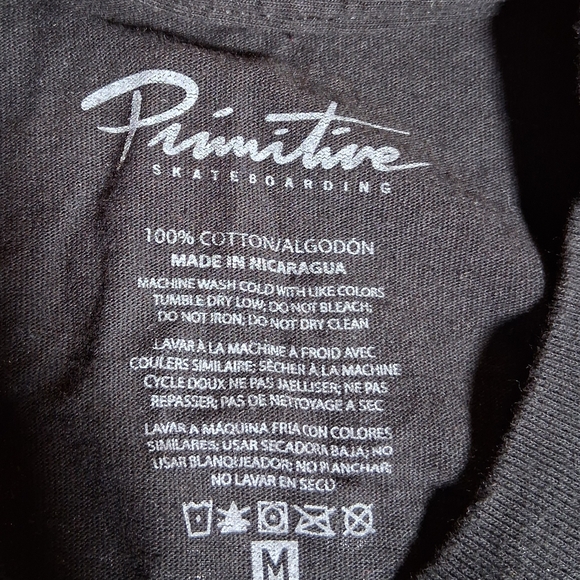 Primitive
SKATEBOARDING
100% COTTON/ALGODÓN
MADE IN NICARAGUA
MACHINE WASH COLD WITH LIKE COLORS
TUMBLE DRY LOW; DO NOT BLEACH;
DO NOT IRON; DO NOT DRY CLEAN
LAVAR À LA MACHINE À FROID AVEC
COULERS SIMILAIRE; SÈCHER À LA MACHINE
CYCLE DOUX NE PAS JAELLISER; NE PAS
REPASSER; PAS DE NETTOYAGE A SEC
LAVAR A MAQUINA FRIA CON COLORES
SIMILARES; USAR SECADORA BAJA; NO
USAR BLANQUEADOR; NO PLANCHAR;
NO LAVAR EN SECO
M